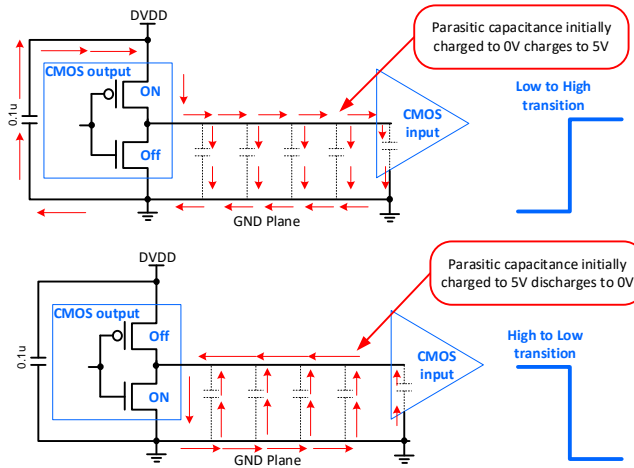 DVDD
Parasitic capacitance initially
charged to 0V charges to 5V
CMOS output
ON
Off
0.1u
CMOS
input
Low to High
transition
GND Plane
DVDD
Parasitic capacitance initially
charged to 5V discharges to 0V
CMOS output
Off
ON
0.1u
CMOS
input
High to Low
transition
GND Plane